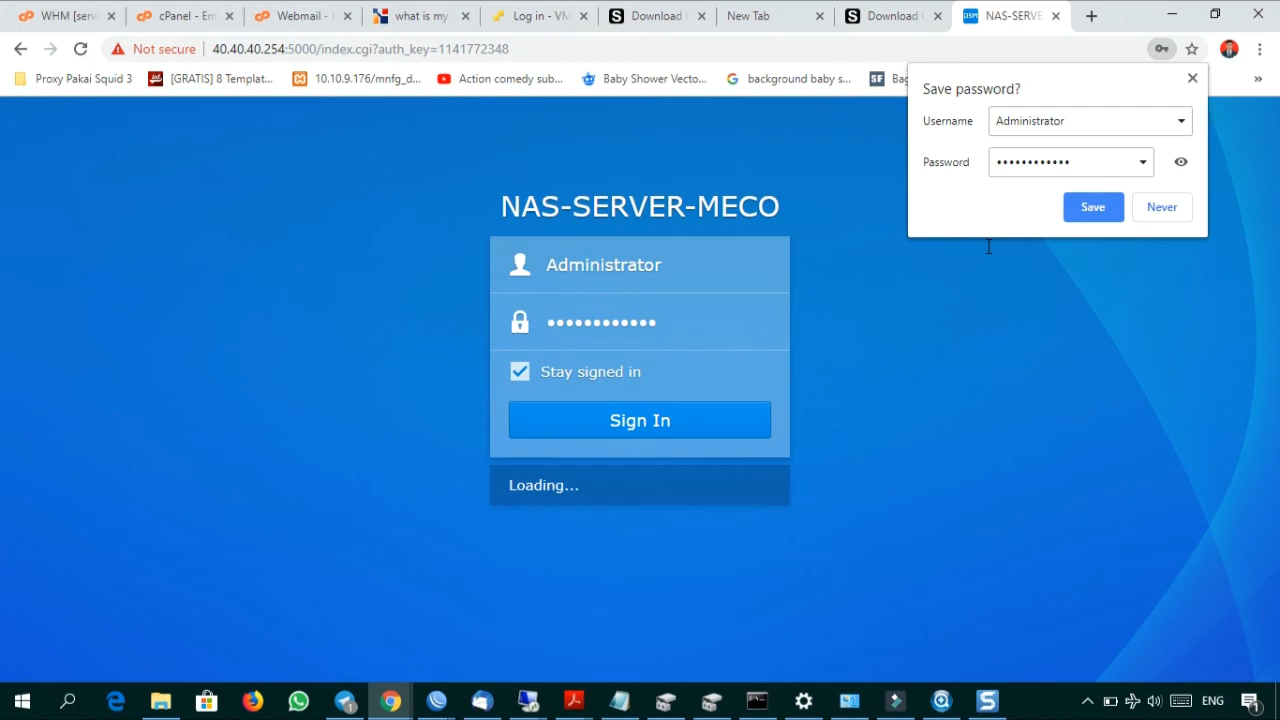 WHM [serv
cPanel - Em
Webmail -
what is my
Log in - VM
Download
New Tab
Download
NAS-SERVE
Not secure
40.40.40.254:5000/index.cgi?auth_key=1141772348
Proxy Pakai Squid 3
[GRATIS] 8 Templat...
10.10.9.176/mnfg_d...
Action comedy sub...
Baby Shower Vecto...
background baby s...
SF
Bag
»
Save password?
Username
Administrator
Password
••••••••••••
Save
Never
NAS-SERVER-MECO
Administrator
••••••••••••
Stay signed in
Sign In
Loading...
ENG